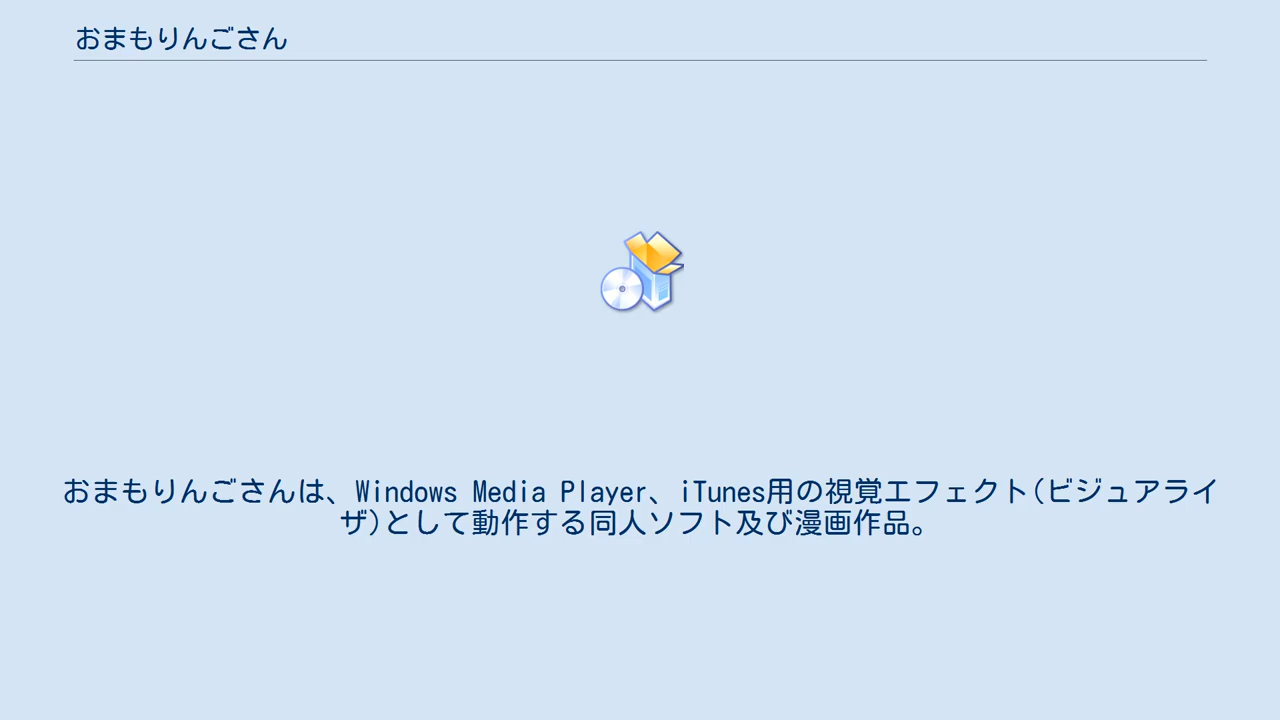 おまもりんごさん
おまもりんごさんは、Windows Media Player、iTunes用の視覚エフェクト(ビジュアライ
ザ)として動作する同人ソフト及び漫画作品。